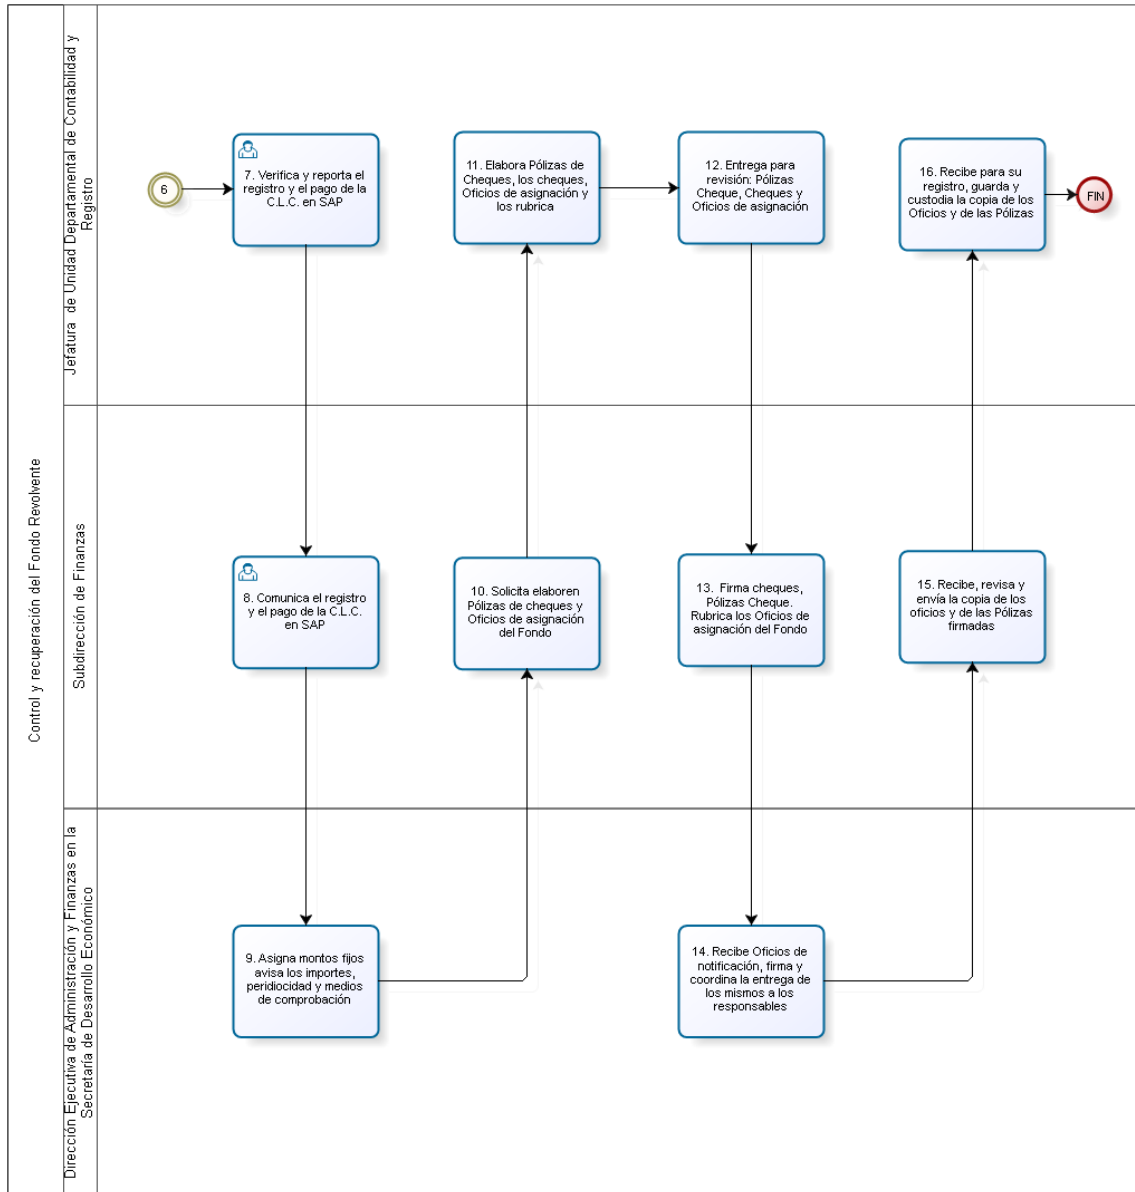 Control y recuperación del Fondo Revolvente
Jefatura de Unidad Departamental de Contabilidad y
Registro
6
7. Verifica y reporta el
registro y el pago de la
C.L.C. en SAP
11. Elabora Pólizas de
Cheques, los cheques,
Oficios de asignación y
los rubrica
12. Entrega para
revisión: Pólizas
Cheque, Cheques y
Oficios de asignación
16. Recibe para su
registro, guarda y
custodia la copia de los
Oficios y de las Pólizas
FIN
Subdirección de Finanzas
8. Comunica el registro
y el pago de la C.L.C.
en SAP
10. Solicita elaboren
Pólizas de cheques y
Oficios de asignación
del Fondo
13. Firma cheques,
Pólizas Cheque.
Rubrica los Oficios de
asignación del Fondo
15. Recibe, revisa y
envía la copia de los
oficios y de las Pólizas
firmadas
Dirección Ejecutiva de Administración y Finanzas en la
Secretaría de Desarrollo Económico
9. Asigna montos fijos
avisa los importes,
peridiocidad y medios
de comprobación
14. Recibe Oficios de
notificación, firma y
coordina la entrega de
los mismos a los
responsables